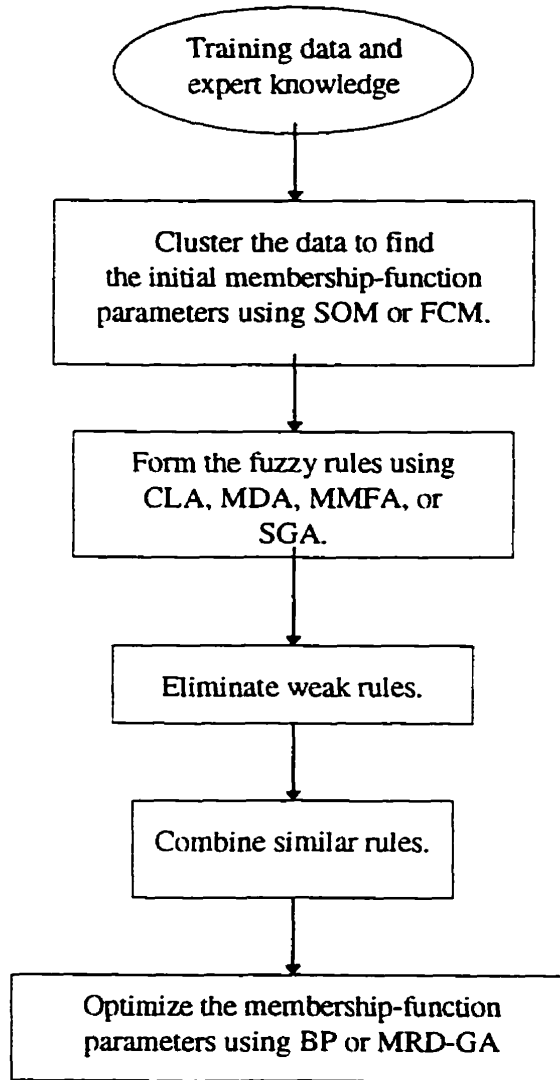 Training data and
expert knowledge
Cluster the data to find
the initial membership-function
parameters using SOM or FCM.
Form the fuzzy rules using
CLA, MDA, MMFA, or
SGA.
Eliminate weak rules.
Combine similar rules.
Optimize the membership-function
parameters using BP or MRD-GA